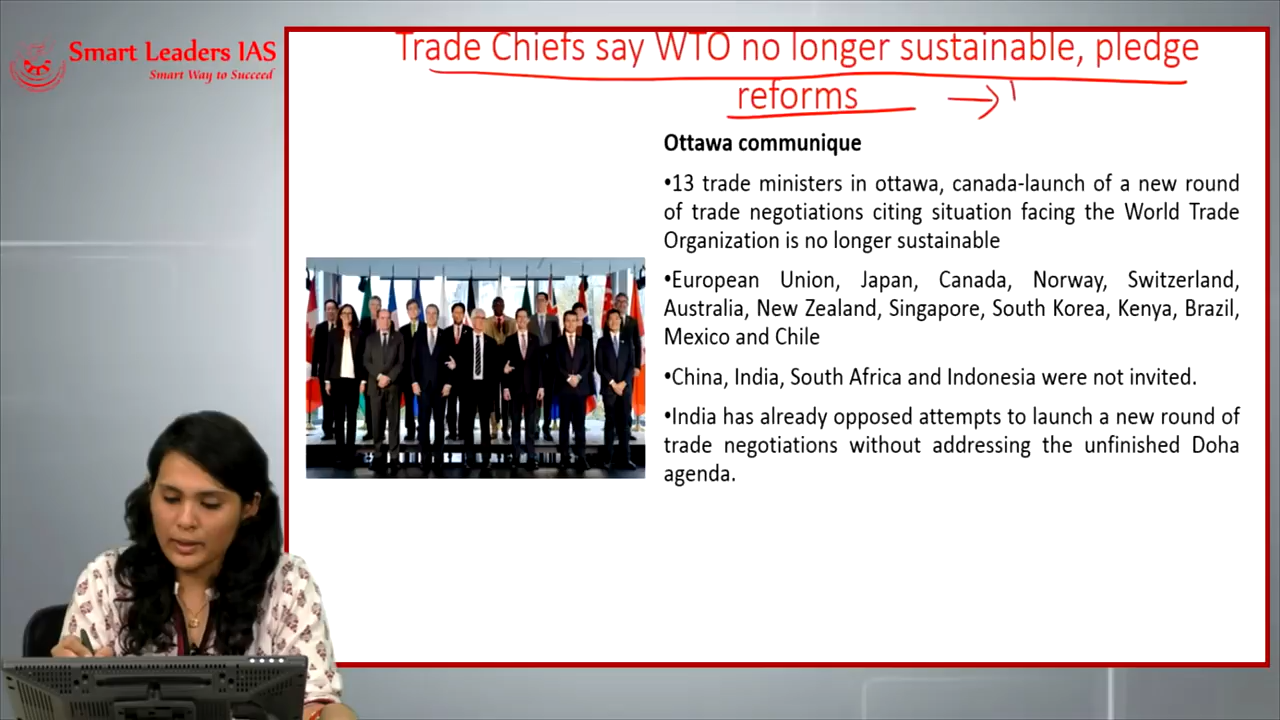 Smart Leaders IAS
Smart Way to Succeed
Trade Chiefs say WTO no longer sustainable, pledge
reforms
Ottawa communique
•13 trade ministers in ottawa, canada-launch of a new round
of trade negotiations citing situation facing the World Trade
Organization is no longer sustainable
•European Union, Japan, Canada, Norway, Switzerland,
Australia, New Zealand, Singapore, South Korea, Kenya, Brazil,
Mexico and Chile
•China, India, South Africa and Indonesia were not invited.
•India has already opposed attempts to launch a new round of
trade negotiations without addressing the unfinished Doha
agenda.